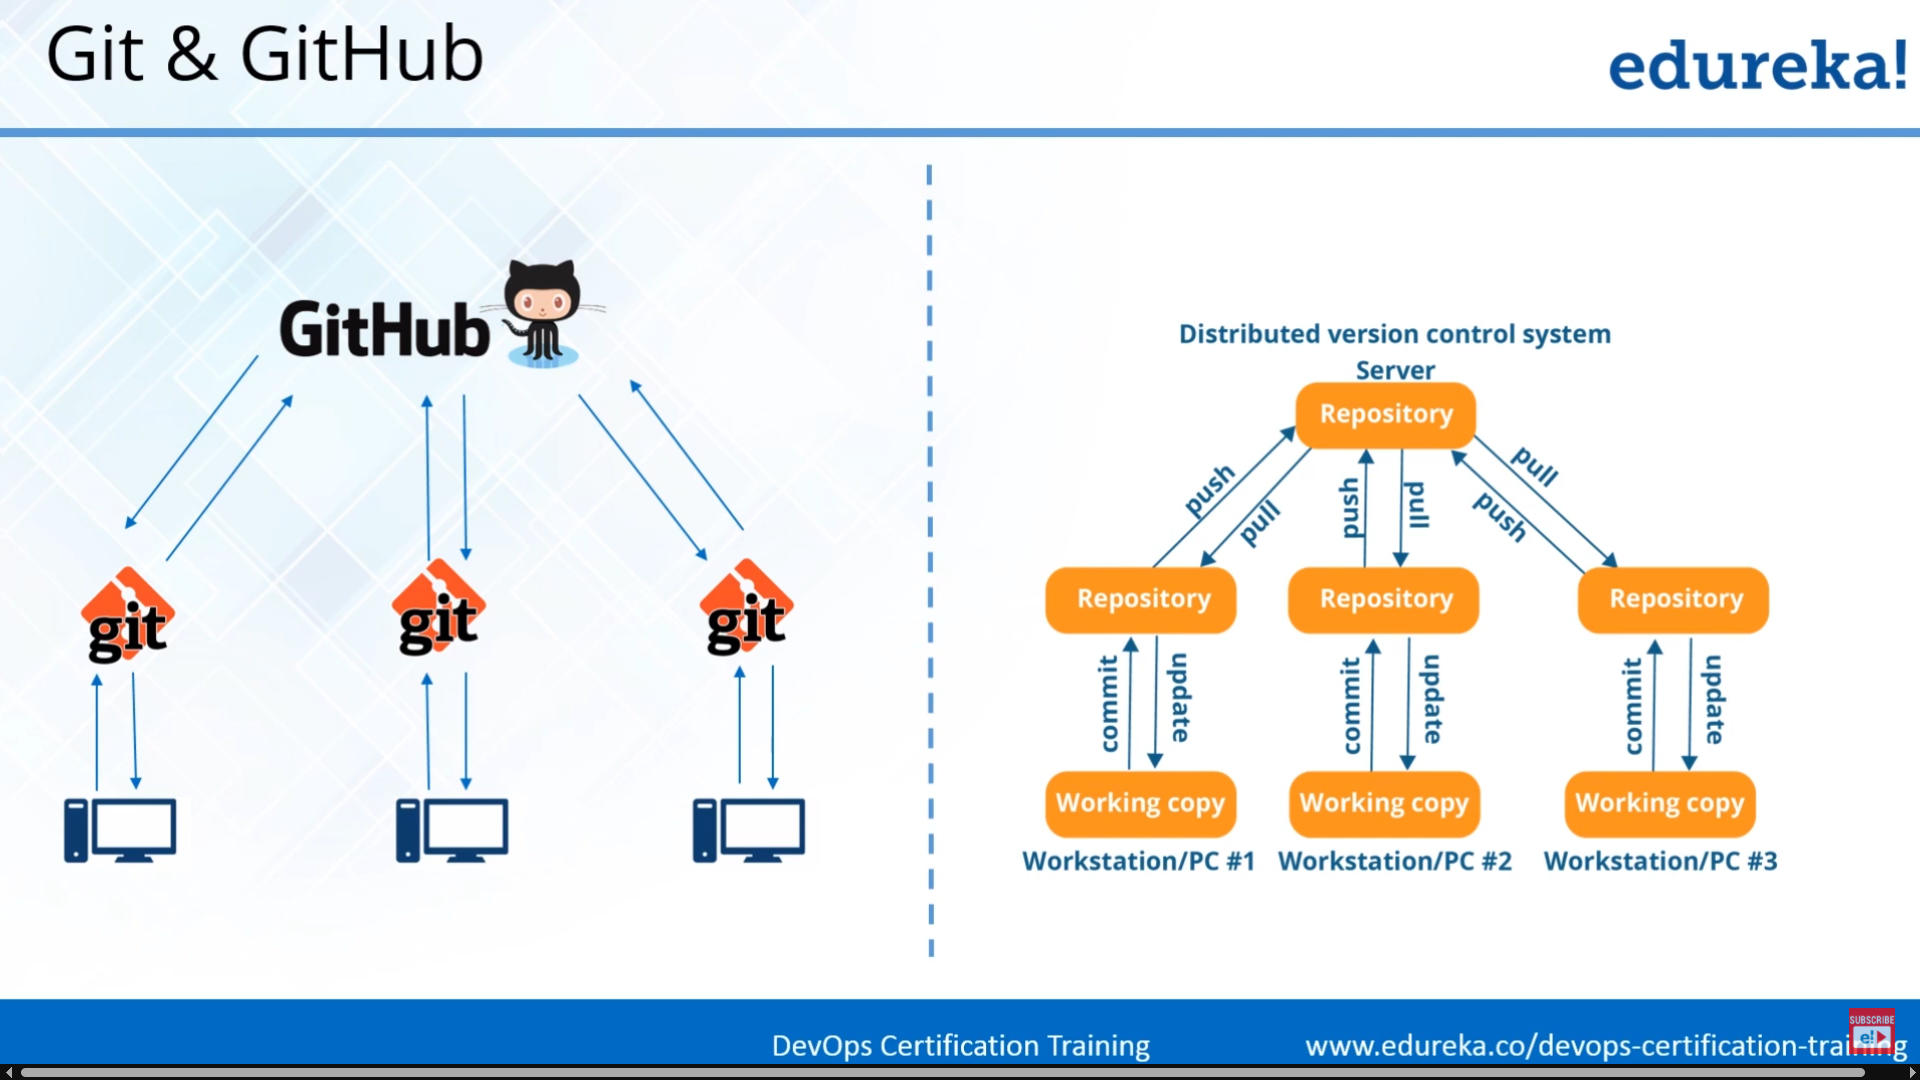 Git & GitHub
edureka!
GitHub
git
git
git
Distributed version control system
Server
Repository
push
pull
push
pull
push
pull
Repository
Repository
Repository
commit
update
commit
update
commit
update
Working copy
Working copy
Working copy
Workstation/PC #1
Workstation/PC #2
Workstation/PC #3
DevOps Certification Training
www.edureka.co/devops-certification-training
SUBSCRIBE
e!